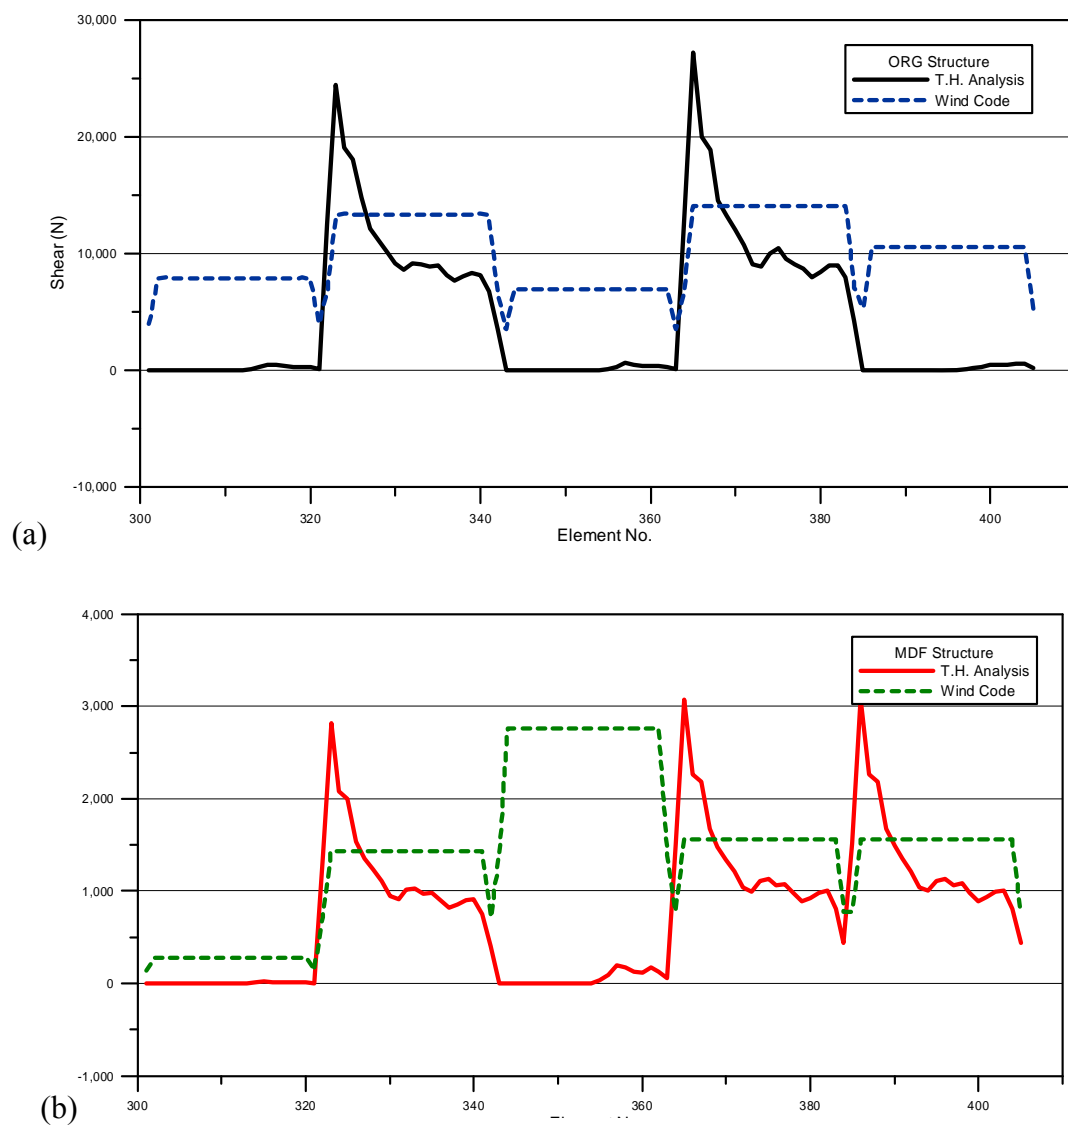 30,000
ORG Structure
T.H. Analysis
Wind Code
20,000
Shear (N)
10,000
0
-10,000
300 320 340 360 380 400
(a)
Element No.
4,000
MDF Structure
T.H. Analysis
Wind Code
3,000
2,000
1,000
0
-1,000
300 320 340 360 380 400
(b)